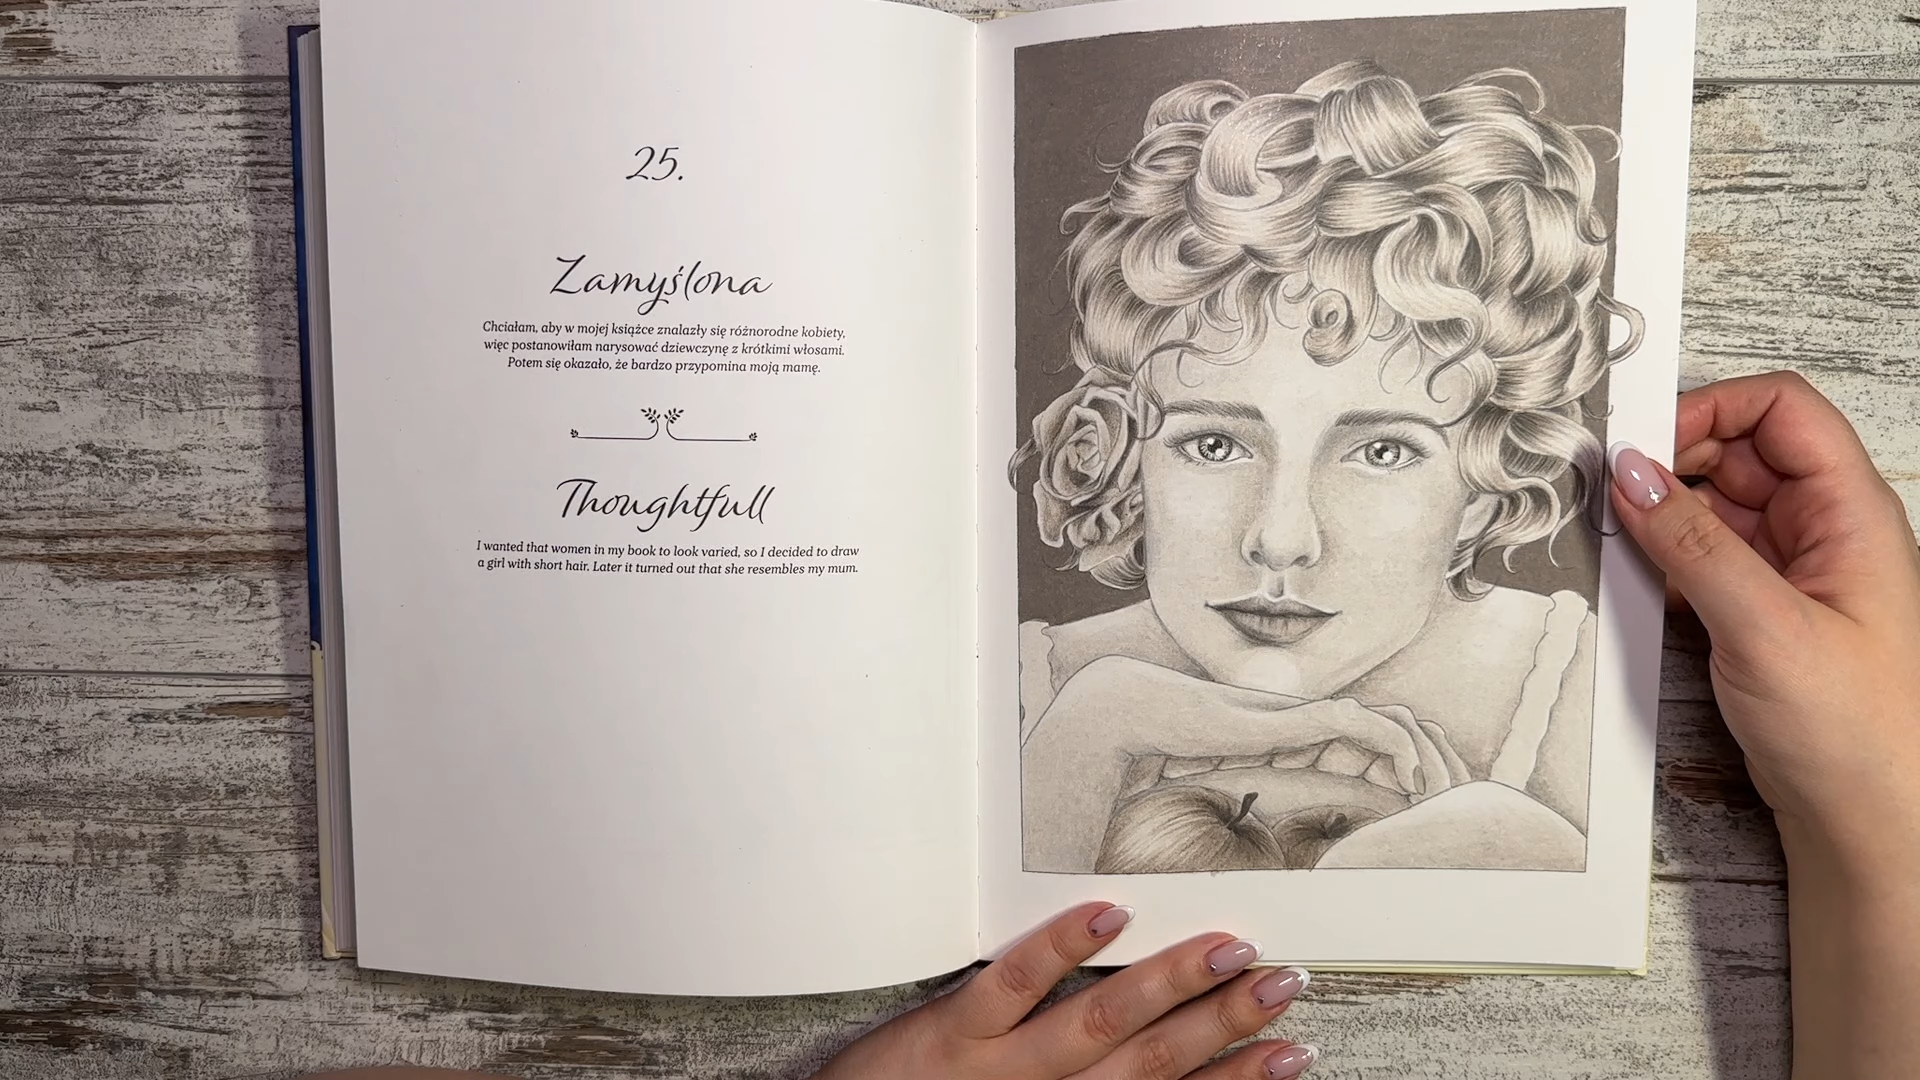 25.
Zamyślona
Chciałam, aby w mojej książce znalazły się różnorodne kobiety,
więc postanowiłam narysować dziewczynę z krótkimi włosami.
Potem się okazało, że bardzo przypomina moją mamę.
Thoughtfull
I wanted that women in my book to look varied, so I decided to draw
a girl with short hair. Later it turned out that she resembles my mum.